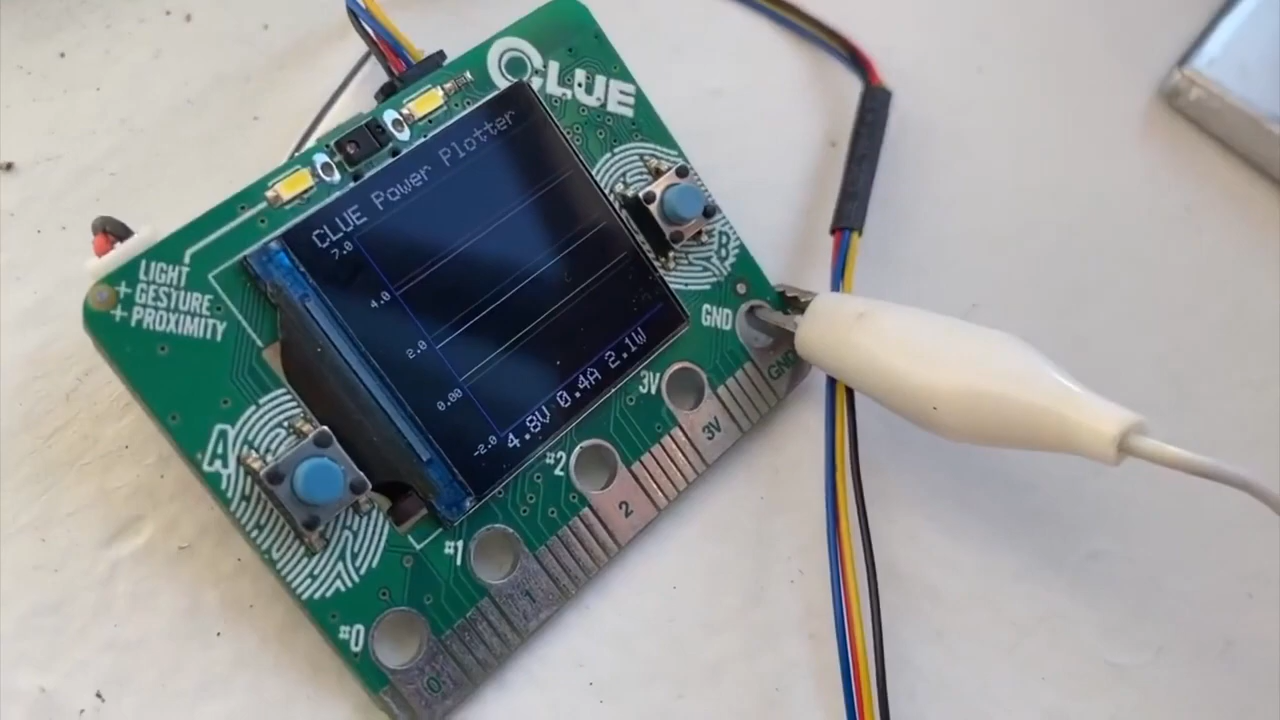 CLUE
CLUE Power Plotter
7.0
4.0
2.0
0.00
-2.0
4.8V 0.4A 2.1W
LIGHT
+ GESTURE
+ PROXIMITY
A
B
GND
GND
3V
3V
#2
2
#1
1
#0
0